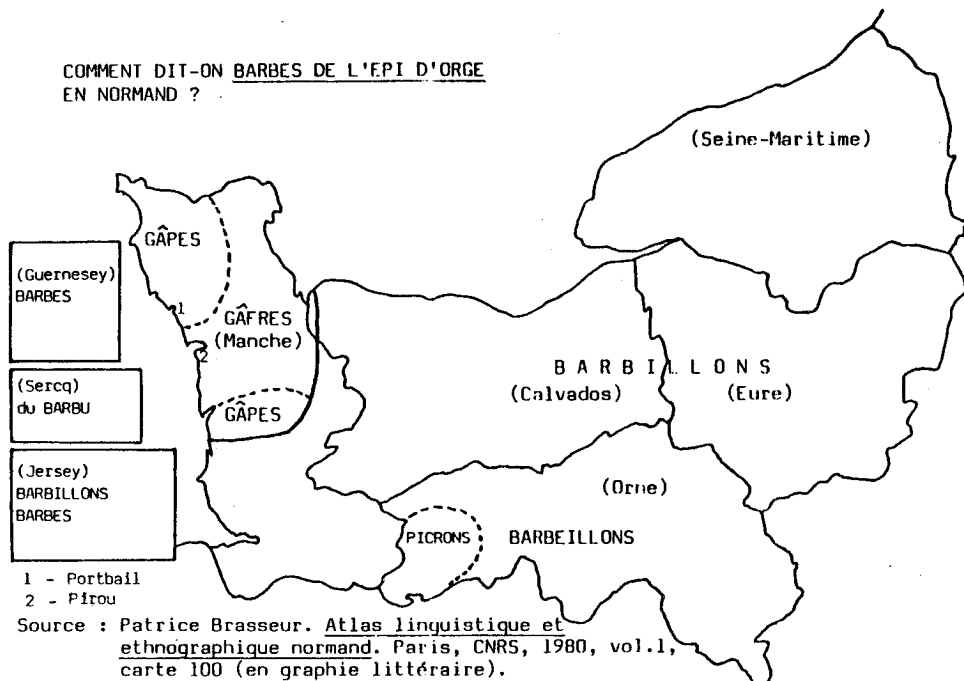 COMMENT DIT-ON BARBES DE L'EPI D'ORGE
EN NORMAND ?
(Seine-Maritime)
GÂPES
(Guernesey)
BARBES
1
GÂFRES
2
(Manche)
BARBILLONS
(Calvados)
(Eure)
(Sercq)
du BARBU
GÂPES
(Jersey)
BARBILLONS
BARBES
(Orne)
PICRONS
BARBEILLONS
1 - Portbail
2 - Pirou
Source : Patrice Brasseur. Atlas linguistique et
ethnographique normand. Paris, CNRS, 1980, vol.1,
carte 100 (en graphie littéraire).